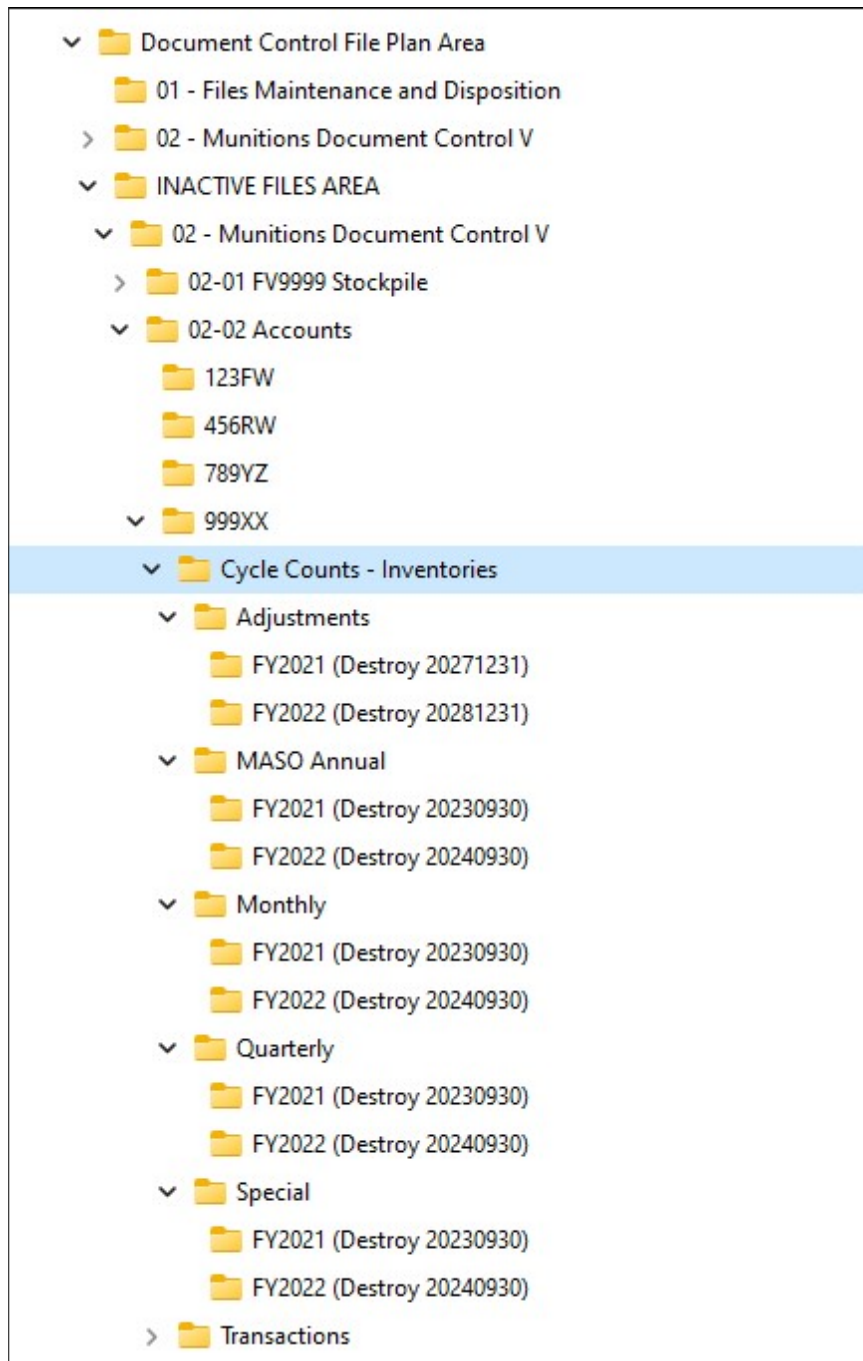 Document Control File Plan Area
01 - Files Maintenance and Disposition
02 - Munitions Document Control V
INACTIVE FILES AREA
02 - Munitions Document Control V
02-01 FV9999 Stockpile
02-02 Accounts
123FW
456RW
789YZ
999XX
Cycle Counts - Inventories
Adjustments
FY2021 (Destroy 20271231)
FY2022 (Destroy 20281231)
MASO Annual
FY2021 (Destroy 20230930)
FY2022 (Destroy 20240930)
Monthly
FY2021 (Destroy 20230930)
FY2022 (Destroy 20240930)
Quarterly
FY2021 (Destroy 20230930)
FY2022 (Destroy 20240930)
Special
FY2021 (Destroy 20230930)
FY2022 (Destroy 20240930)
Transactions